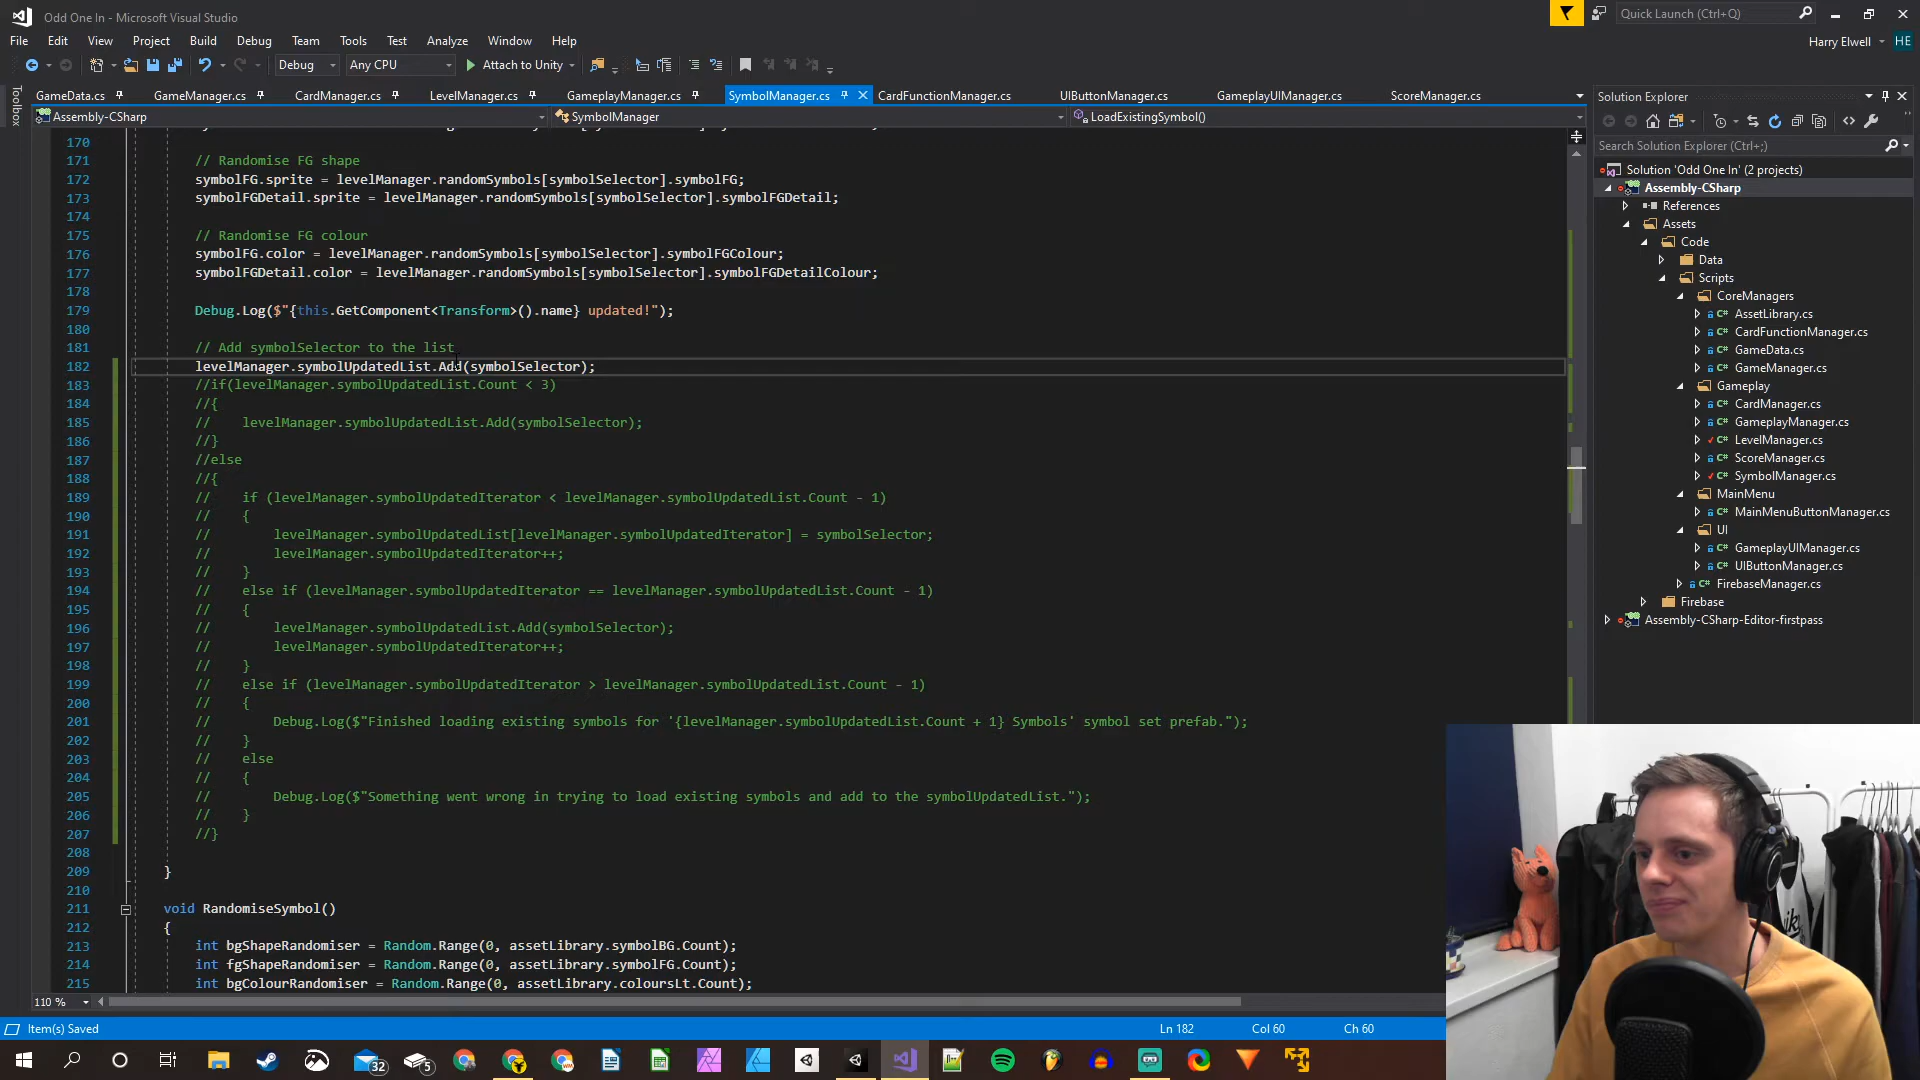 Odd One In - Microsoft Visual Studio
Quick Launch (Ctrl+Q)
File Edit View Project Build Debug Team Tools Test Analyze Window Help
Harry Elwell HE
Debug Any CPU Attach to Unity
Toolbox
GameData.cs GameManager.cs CardManager.cs LevelManager.cs GameplayManager.cs SymbolManager.cs CardFunctionManager.cs UIButtonManager.cs GameplayUIManager.cs ScoreManager.cs
Assembly-CSharp SymbolManager LoadExistingSymbol()
170
171 // Randomise FG shape
172 symbolFG.sprite = levelManager.randomSymbols[symbolSelector].symbolFG;
173 symbolFGDetail.sprite = levelManager.randomSymbols[symbolSelector].symbolFGDetail;
174
175 // Randomise FG colour
176 symbolFG.color = levelManager.randomSymbols[symbolSelector].symbolFGColour;
177 symbolFGDetail.color = levelManager.randomSymbols[symbolSelector].symbolFGDetailColour;
178
179 Debug.Log($"{this.GetComponent<Transform>().name} updated!");
180
181 // Add symbolSelector to the list
182 levelManager.symbolUpdatedList.Add(symbolSelector);
183 //if(levelManager.symbolUpdatedList.Count < 3)
184 //{
185 // levelManager.symbolUpdatedList.Add(symbolSelector);
186 //}
187 //else
188 //{
189 // if (levelManager.symbolUpdatedIterator < levelManager.symbolUpdatedList.Count - 1)
190 // {
191 // levelManager.symbolUpdatedList[levelManager.symbolUpdatedIterator] = symbolSelector;
192 // levelManager.symbolUpdatedIterator++;
193 // }
194 // else if (levelManager.symbolUpdatedIterator == levelManager.symbolUpdatedList.Count - 1)
195 // {
196 // levelManager.symbolUpdatedList.Add(symbolSelector);
197 // levelManager.symbolUpdatedIterator++;
198 // }
199 // else if (levelManager.symbolUpdatedIterator > levelManager.symbolUpdatedList.Count - 1)
200 // {
201 // Debug.Log($"Finished loading existing symbols for '{levelManager.symbolUpdatedList.Count + 1} Symbols' symbol set prefab.");
202 // }
203 // else
204 // {
205 // Debug.Log($"Something went wrong in trying to load existing symbols and add to the symbolUpdatedList.");
206 // }
207 //}
208
209 }
210
211 void RandomiseSymbol()
212 {
213 int bgShapeRandomiser = Random.Range(0, assetLibrary.symbolBG.Count);
214 int fgShapeRandomiser = Random.Range(0, assetLibrary.symbolFG.Count);
215 int bgColourRandomiser = Random.Range(0, assetLibrary.coloursLt.Count);
110 %
Solution Explorer
Search Solution Explorer (Ctrl+;)
Solution 'Odd One In' (2 projects)
Assembly-CSharp
References
Assets
Code
Data
Scripts
CoreManagers
C# AssetLibrary.cs
C# CardFunctionManager.cs
C# GameData.cs
C# GameManager.cs
Gameplay
C# CardManager.cs
C# GameplayManager.cs
C# LevelManager.cs
C# ScoreManager.cs
C# SymbolManager.cs
MainMenu
C# MainMenuButtonManager.cs
UI
C# GameplayUIManager.cs
C# UIButtonManager.cs
C# FirebaseManager.cs
Firebase
Assembly-CSharp-Editor-firstpass
Item(s) Saved Ln 182 Col 60 Ch 60
32 5